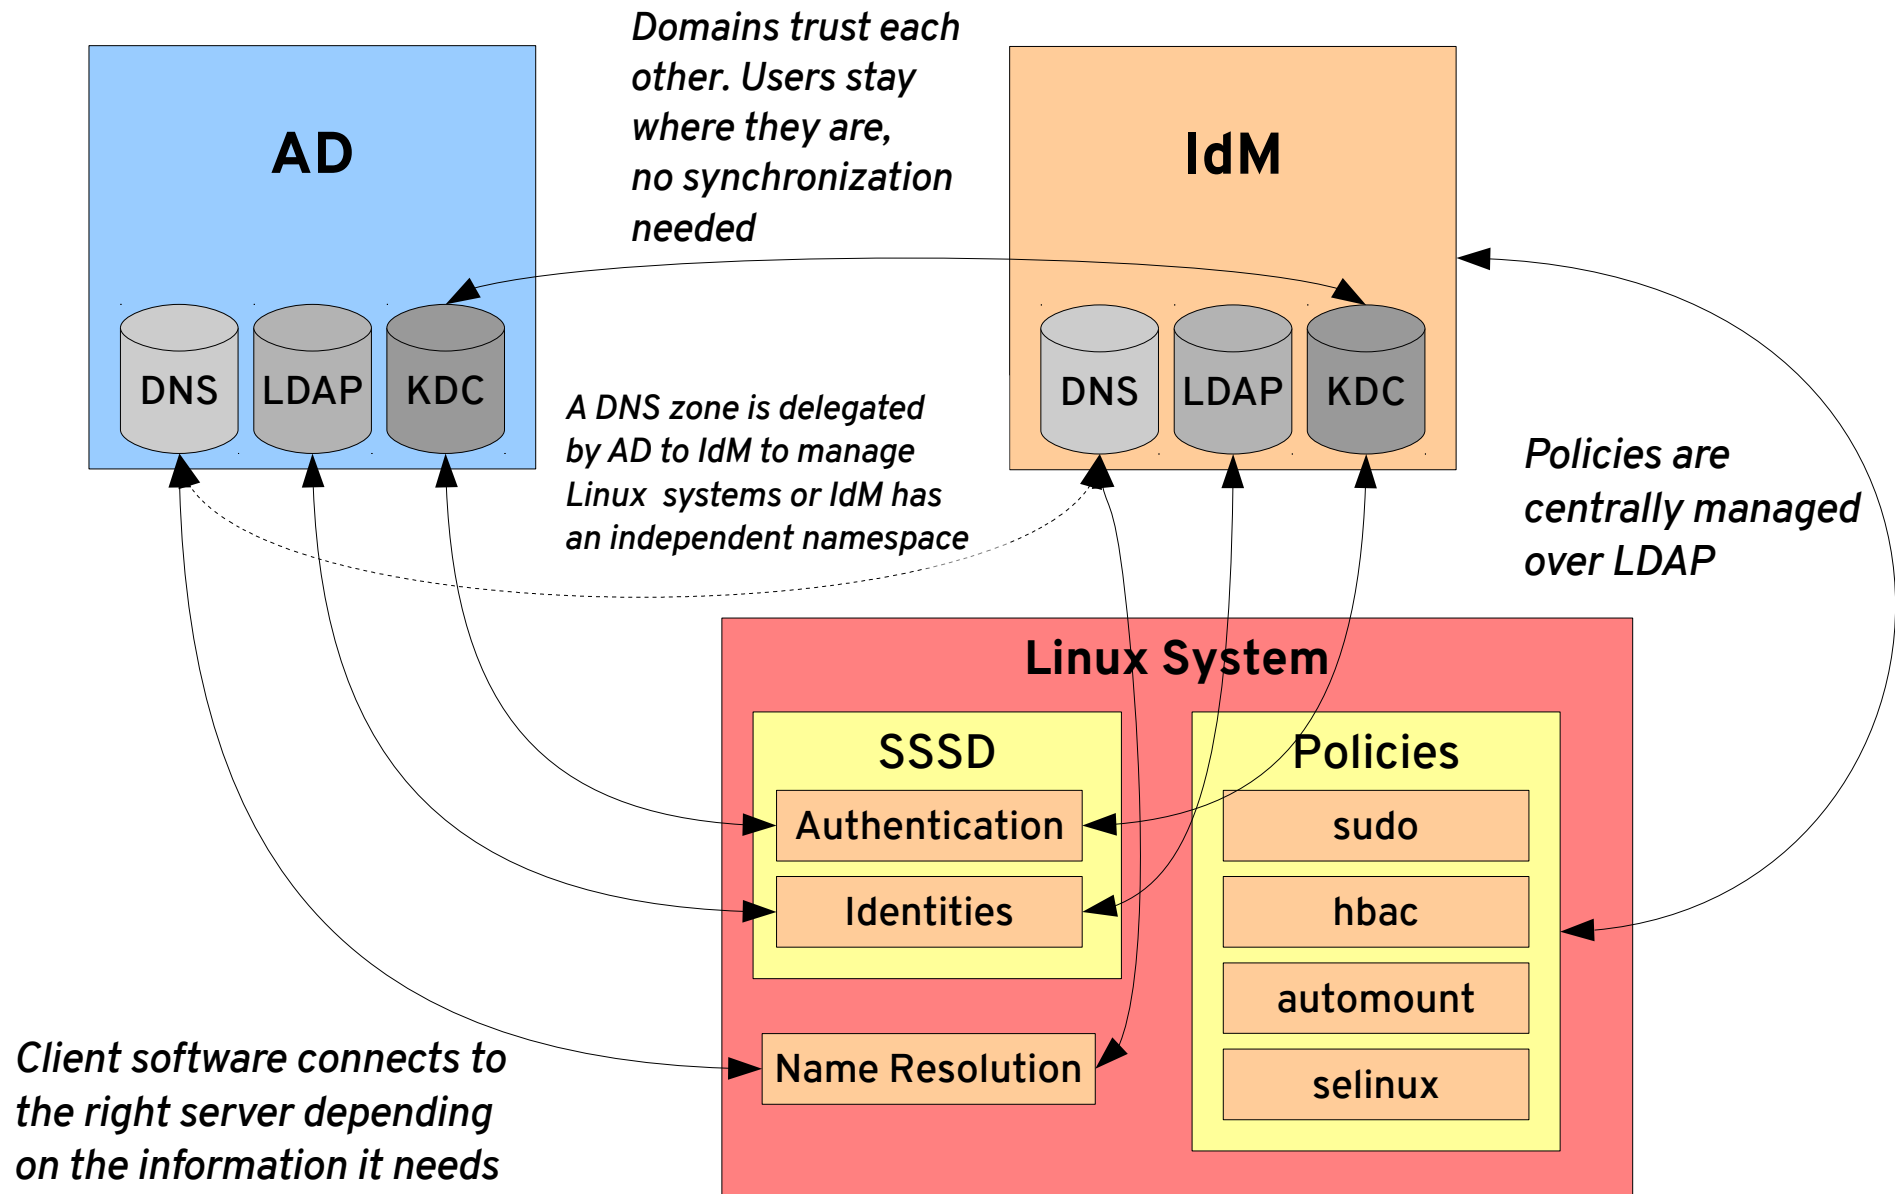 Domains trust each
other. Users stay
where they are,
no synchronization
needed
AD
IdM
DNS
LDAP
KDC
DNS
LDAP
KDC
A DNS zone is delegated
by AD to IdM to manage
Linux systems or IdM has
an independent namespace
Policies are
centrally managed
over LDAP
Linux System
SSSD
Authentication
Identities
Name Resolution
Policies
sudo
hbac
automount
selinux
Client software connects to
the right server depending
on the information it needs